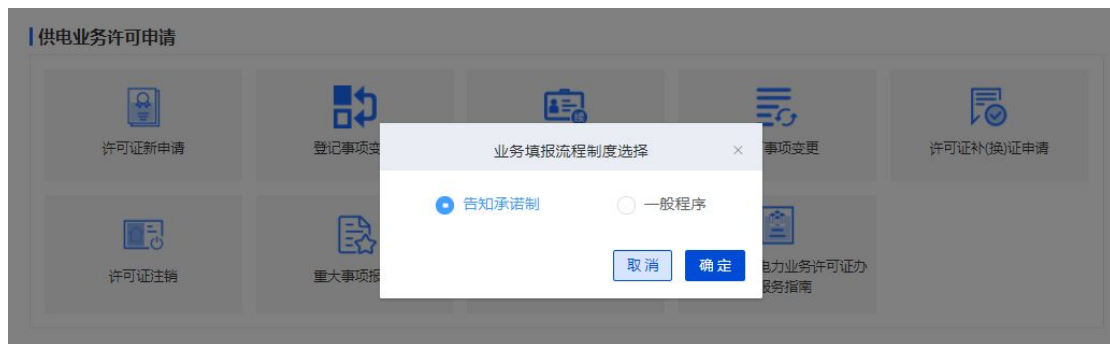 供电业务许可申请
许可证新申请
登记事项变
事项变更
许可证补(换)证申请
业务填报流程制度选择
告知承诺制
一般程序
取消
确定
许可证注销
重大事项报
电力业务许可证办
服务指南